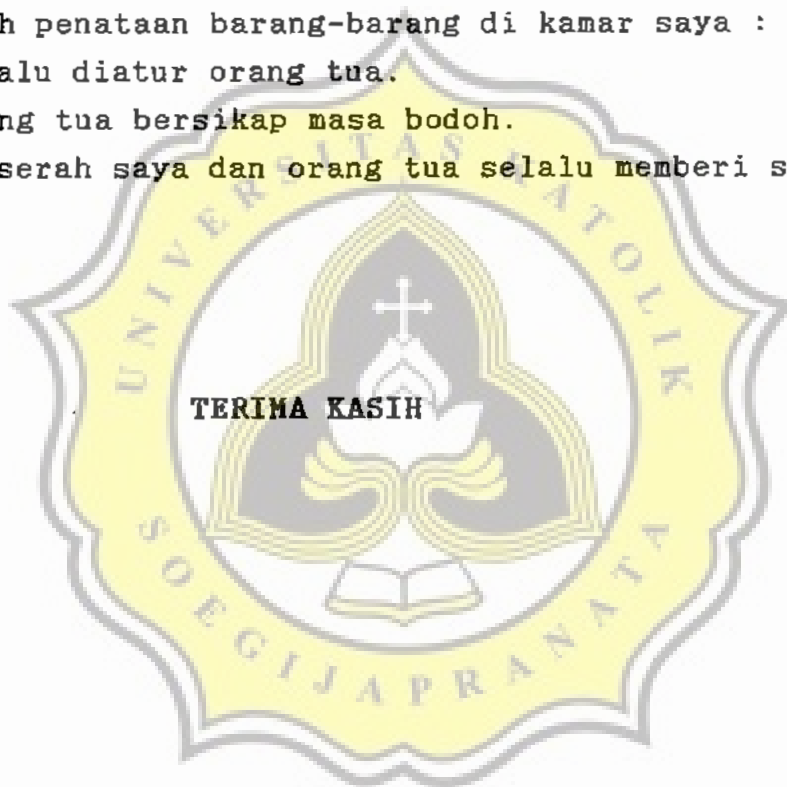 h penataan barang-barang di kamar saya :
alu diatur orang tua.
ng tua bersikap masa bodoh.
serah saya dan orang tua selalu memberi s
TERIMA KASIH
UNIVERSITAS KATOLIK
SOEGIJAPRANATA